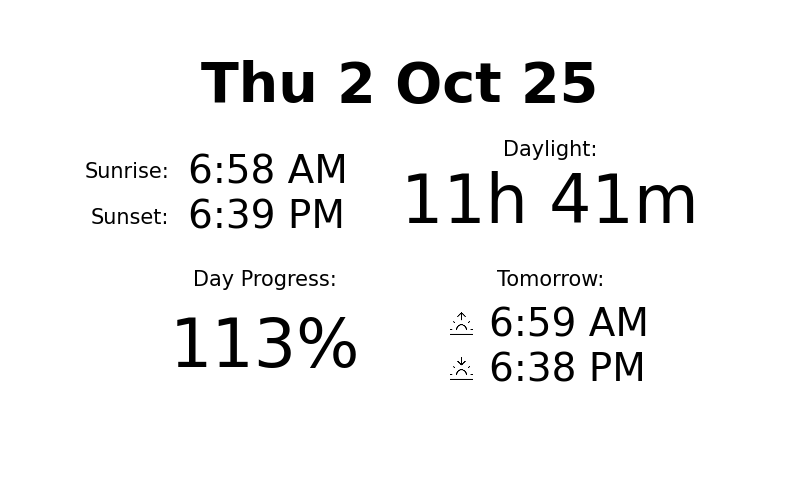 Thu 2 Oct 25
Sunrise: 6:58 AM
Sunset: 6:39 PM
Daylight:
11h 41m
Day Progress:
113%
Tomorrow:
6:59 AM
6:38 PM